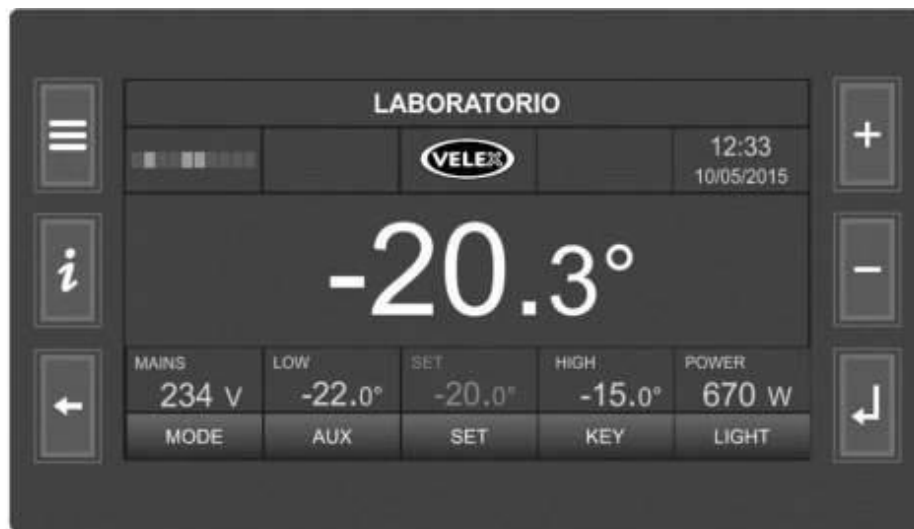 LABORATORIO
VELEX
12:33
10/05/2015
-20.3°
MAINS LOW SET HIGH POWER
234 V -22.0° -20.0° -15.0° 670 W
MODE AUX SET KEY LIGHT